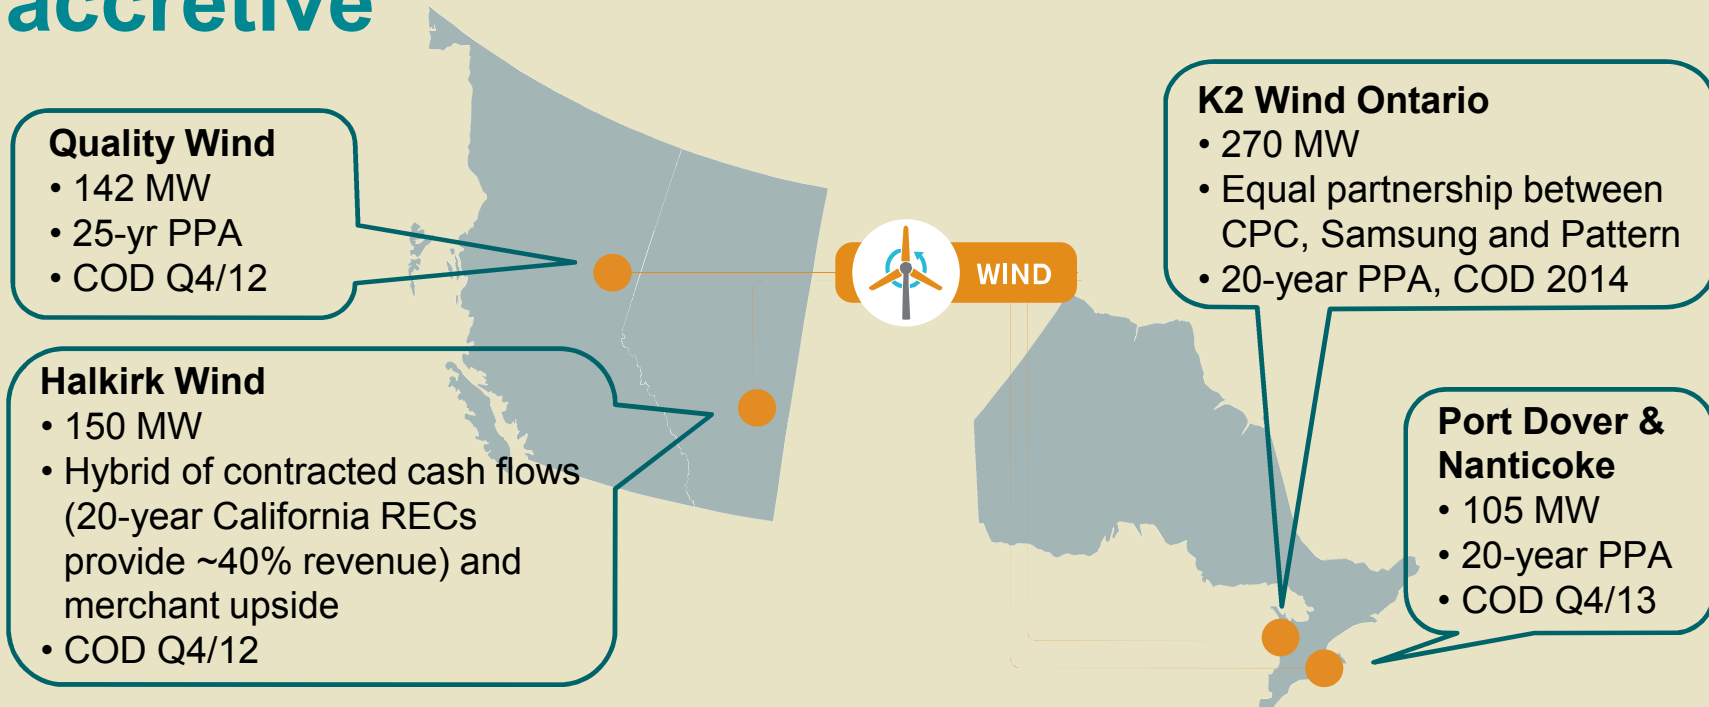 accretive
Quality Wind
• 142 MW
• 25-yr PPA
• COD Q4/12
Halkirk Wind
• 150 MW
• Hybrid of contracted cash flows
(20-year California RECs
provide ~40% revenue) and
merchant upside
• COD Q4/12
WIND
K2 Wind Ontario
• 270 MW
• Equal partnership between
CPC, Samsung and Pattern
• 20-year PPA, COD 2014
Port Dover &
Nanticoke
• 105 MW
• 20-year PPA
• COD Q4/13